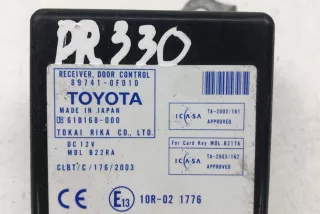 PR330
RECEIVER, DOOR CONTROL
89741-0F010
TOYOTA
MADE IN JAPAN
61B168-000
TOKAI RIKA CO., LTD.
DC 12V
MDL B22RA
CLBT/C/176/2003
ICASA
TA-2003/161
APPROVED
For Card Key MDL.B21TA
ICASA
TA-2003/162
APPROVED
CE
E13
10R-02 1776